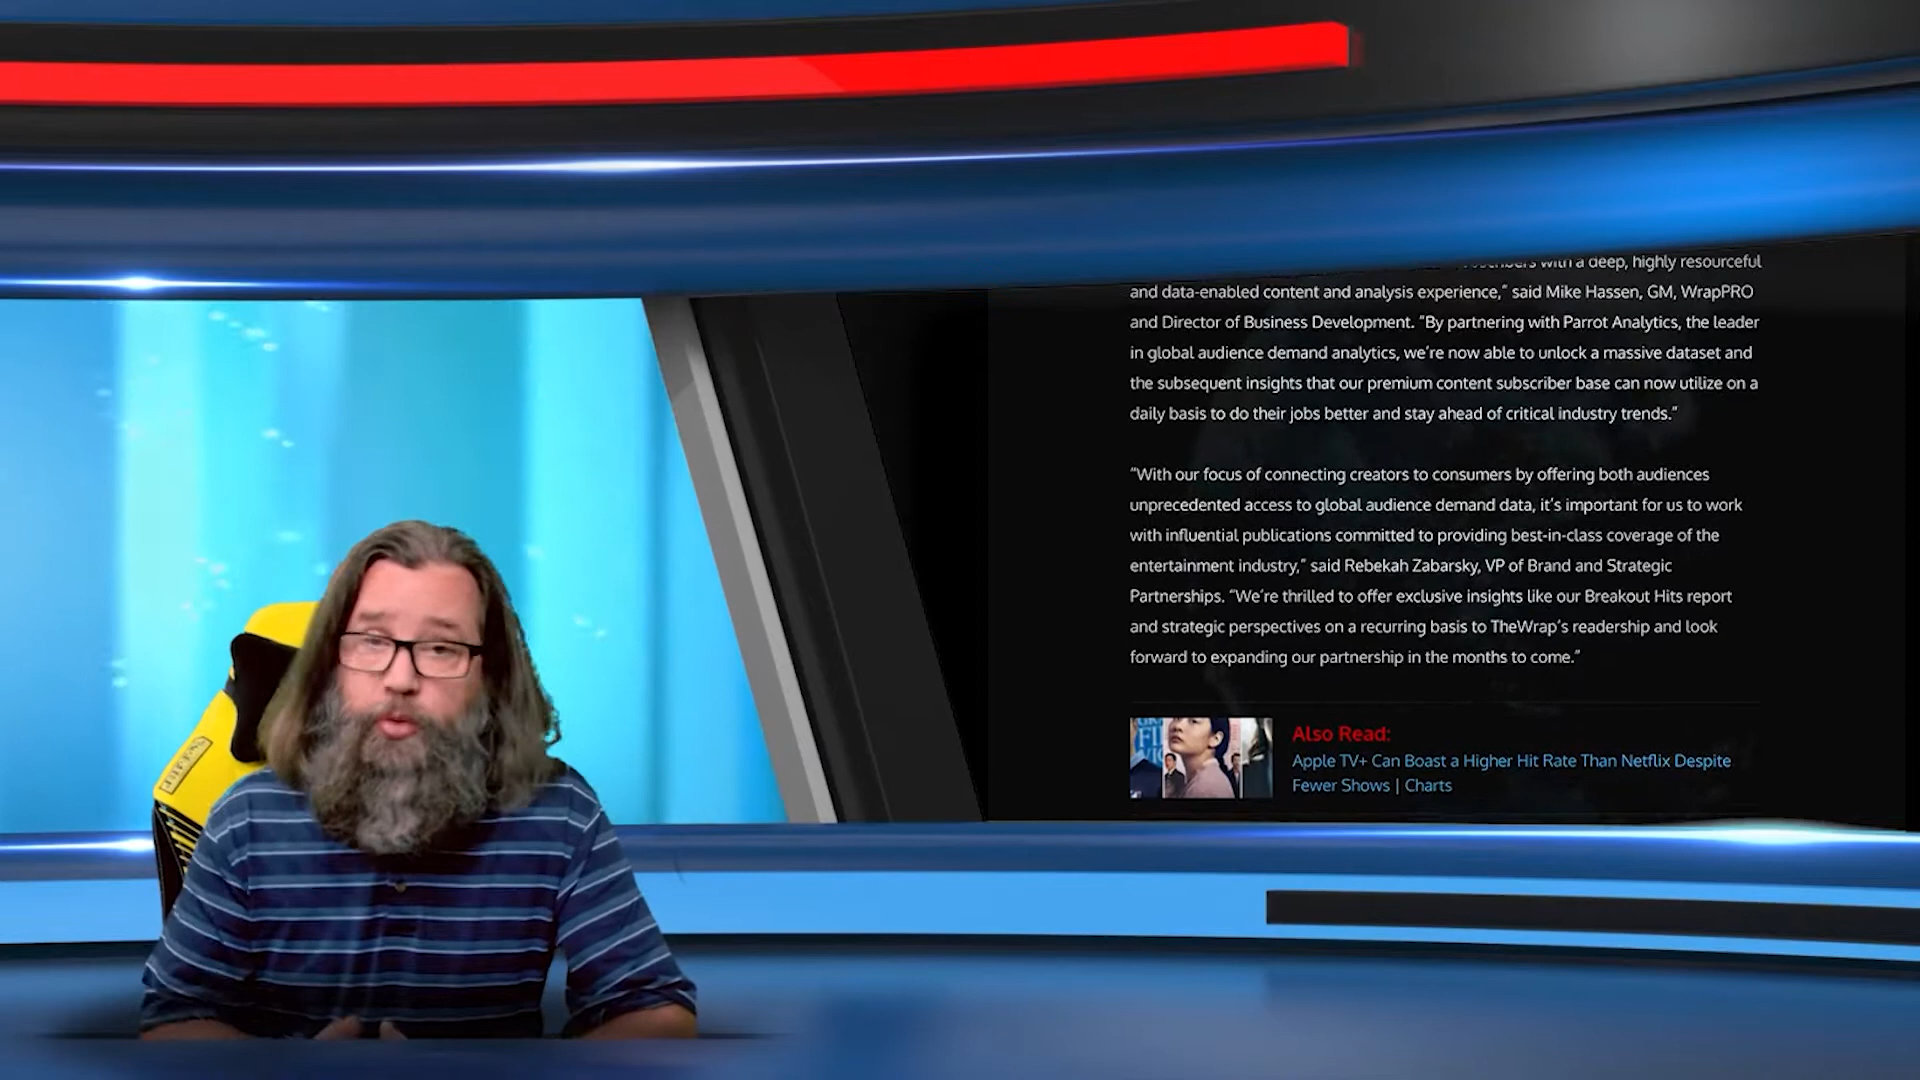 with a deep, highly resourceful
and data-enabled content and analysis experience,” said Mike Hassen, GM, WrapPRO
and Director of Business Development. “By partnering with Parrot Analytics, the leader
in global audience demand analytics, we’re now able to unlock a massive dataset and
the subsequent insights that our premium content subscriber base can now utilize on a
daily basis to do their jobs better and stay ahead of critical industry trends.”
“With our focus of connecting creators to consumers by offering both audiences
unprecedented access to global audience demand data, it’s important for us to work
with influential publications committed to providing best-in-class coverage of the
entertainment industry,” said Rebekah Zabarsky, VP of Brand and Strategic
Partnerships. “We’re thrilled to offer exclusive insights like our Breakout Hits report
and strategic perspectives on a recurring basis to TheWrap’s readership and look
forward to expanding our partnership in the months to come.”
Also Read:
Apple TV+ Can Boast a Higher Hit Rate Than Netflix Despite
Fewer Shows | Charts